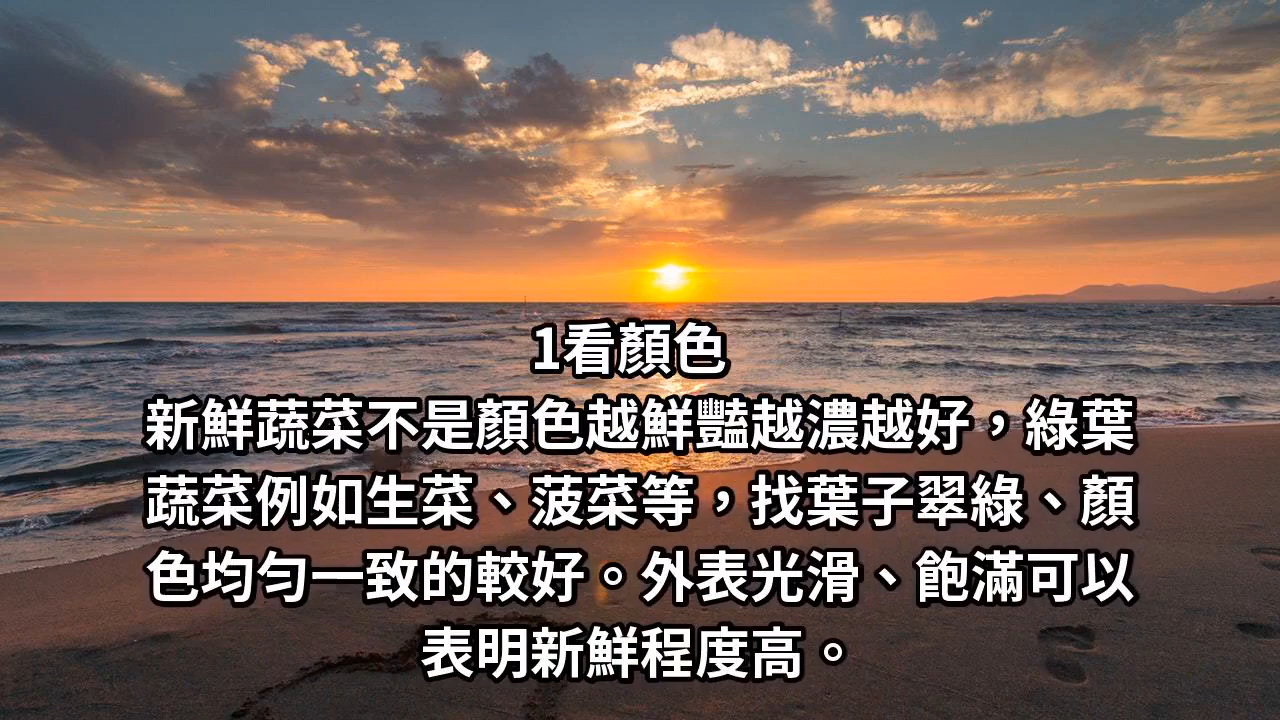 1看顏色
新鮮蔬菜不是顏色越鮮豔越濃越好，綠葉
蔬菜例如生菜、菠菜等，找葉子翠綠、顏
色均勻一致的較好。外表光滑、飽滿可以
表明新鮮程度高。